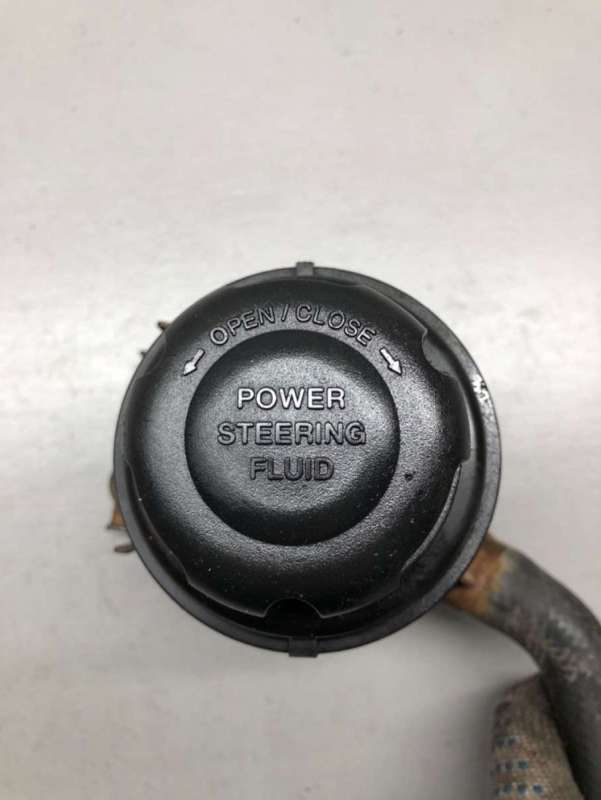 OPEN / CLOSE
POWER
STEERING
FLUID